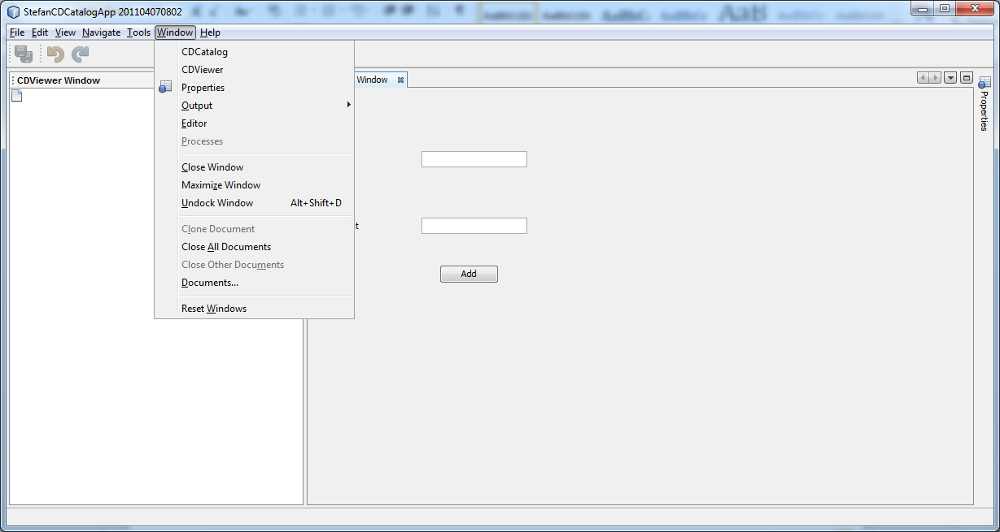 StefanCDCatalogApp 201104070802
File Edit View Navigate Tools Window Help
CDCatalog
CDViewer
Properties
Output
Editor
Processes
Close Window
Maximize Window
Undock Window Alt+Shift+D
Clone Document
Close All Documents
Close Other Documents
Documents...
Reset Windows
CDViewer Window
Window
t
Add
Properties